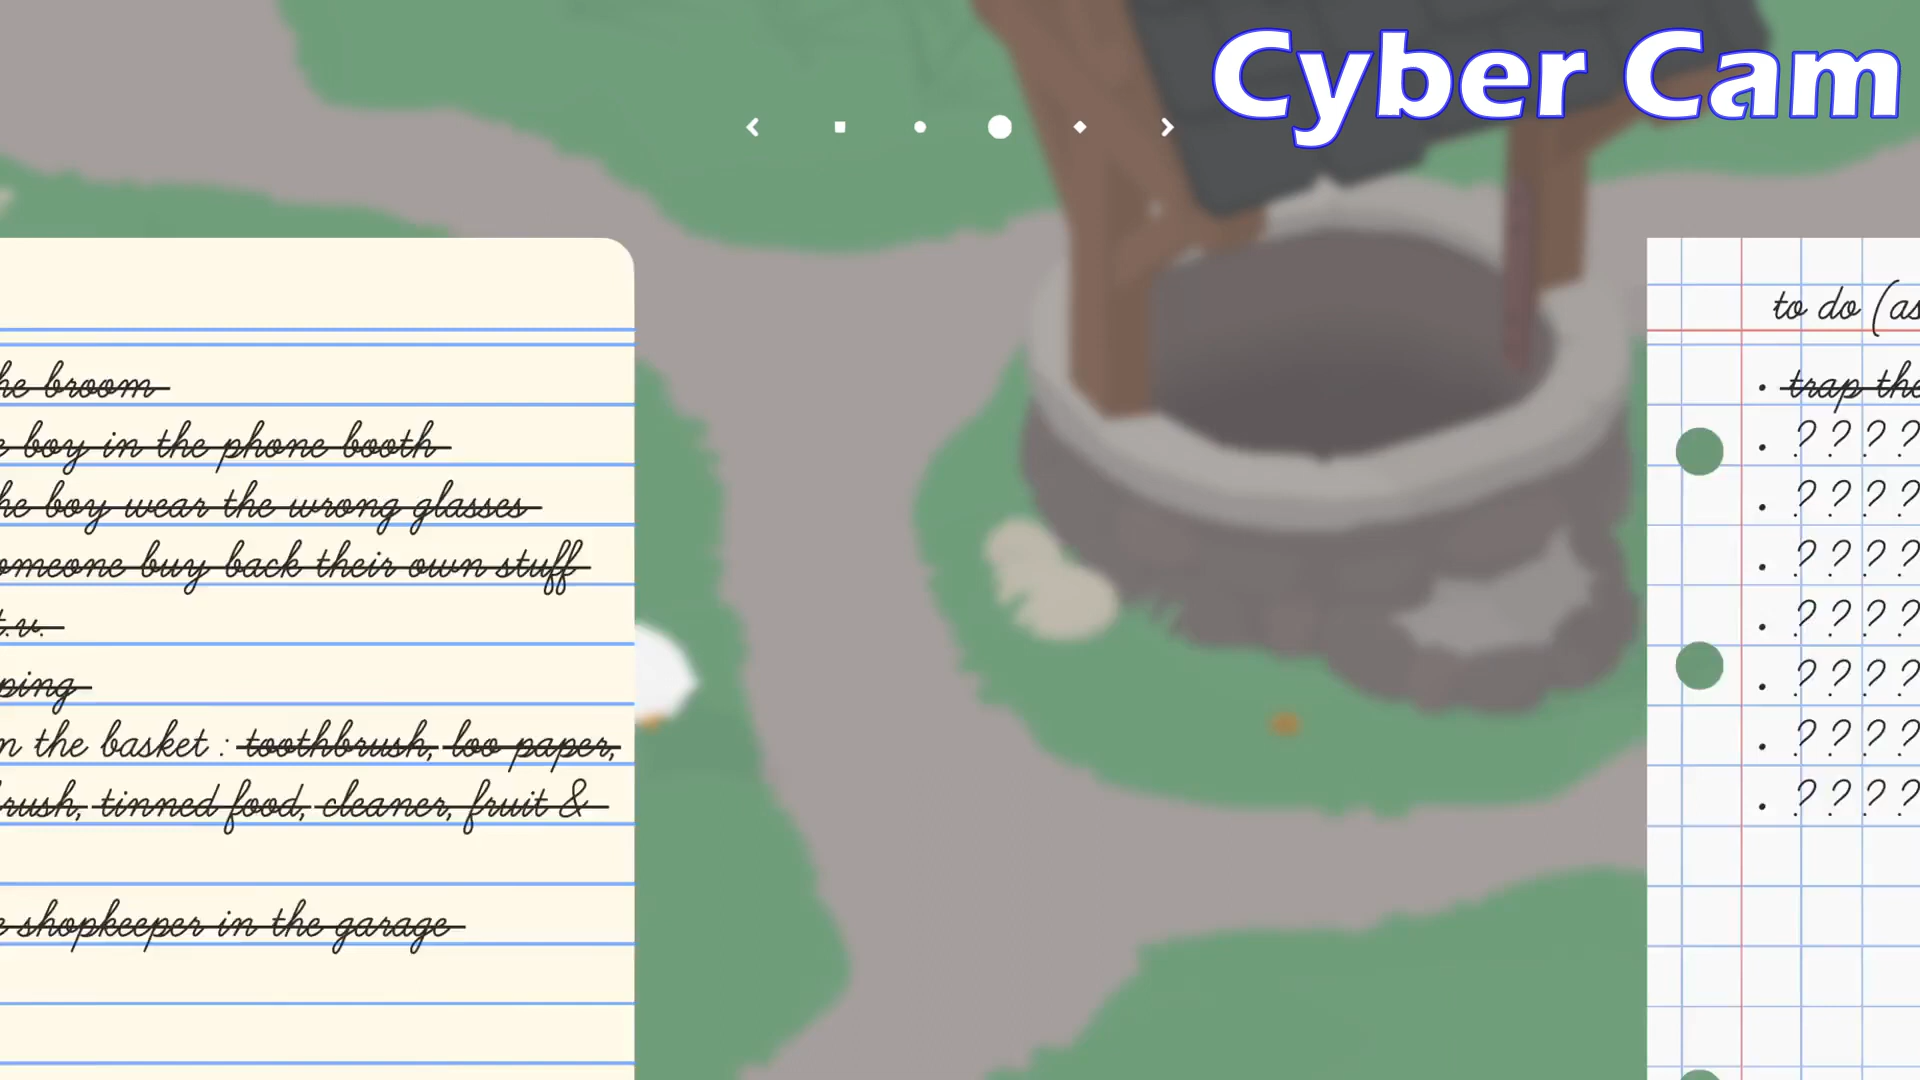 Cyber Cam
he broom
e boy in the phone booth
he boy wear the wrong glasses
omeone buy back their own stuff
t.v.
ping
n the basket : toothbrush, loo paper,
rush, tinned food, cleaner, fruit &
e shopkeeper in the garage
to do (as
• trap the
• ? ? ? ?
• ? ? ? ?
• ? ? ? ?
• ? ? ? ?
• ? ? ? ?
• ? ? ? ?
• ? ? ? ?